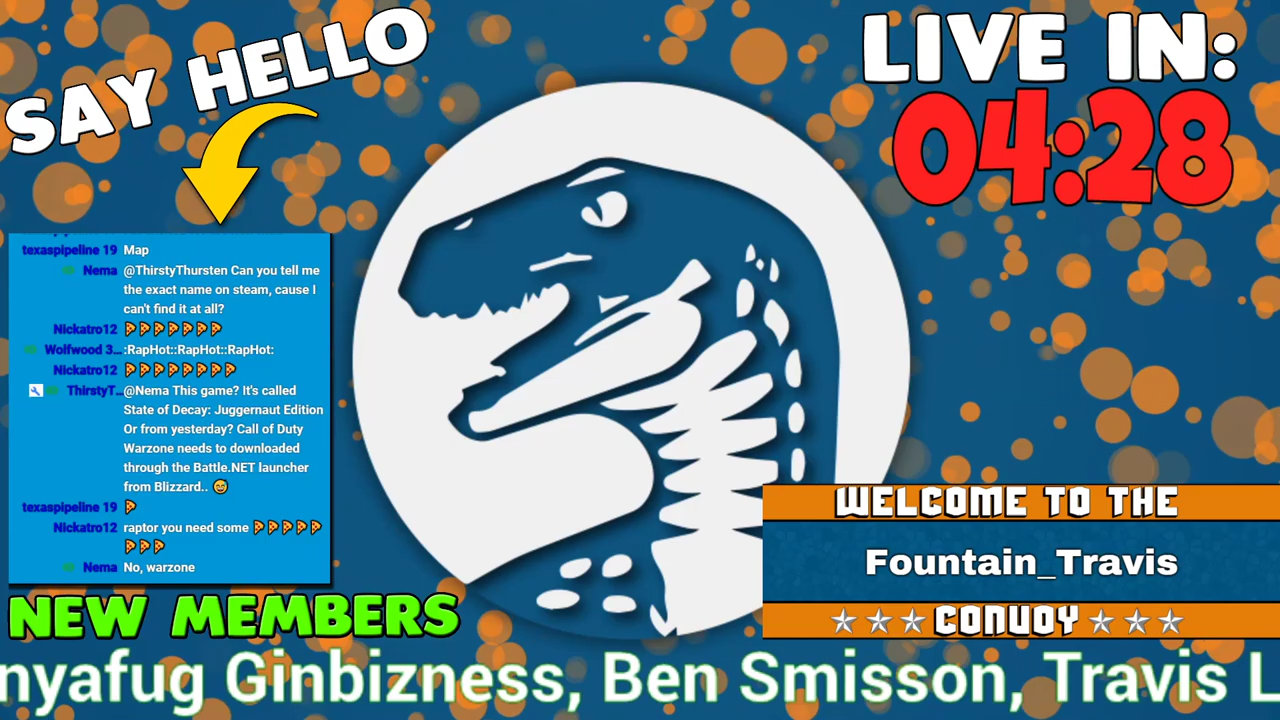 SAY HELLO
LIVE IN:
04:28
texaspipeline 19 Map
Nema @ThirstyThursten Can you tell me
the exact name on steam, cause I
can't find it at all?
Nickatro12
Wolfwood 3... :RapHot::RapHot::RapHot:
Nickatro12
ThirstyT... @Nema This game? It's called
State of Decay: Juggernaut Edition
Or from yesterday? Call of Duty
Warzone needs to downloaded
through the Battle.NET launcher
from Blizzard.. 😅
texaspipeline 19
Nickatro12 raptor you need some
Nema No, warzone
WELCOME TO THE
Fountain_Travis
CONVOY
NEW MEMBERS
nyafug Ginbizness, Ben Smisson, Travis L